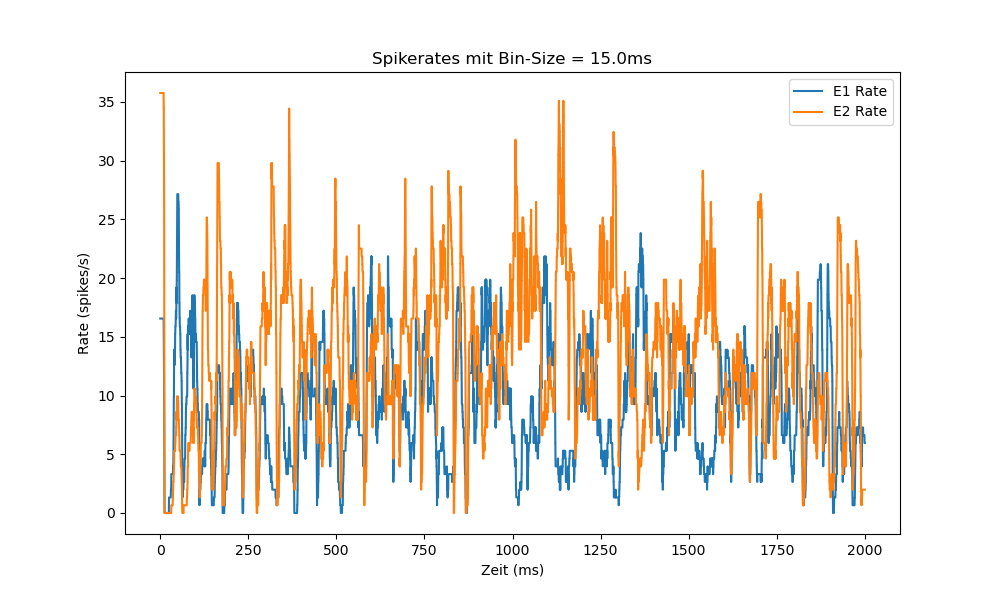 Spikerates mit Bin-Size = 15.0ms
E1 Rate
E2 Rate
35
30
25
20
15
10
5
0
Rate (spikes/s)
0 250 500 750 1000 1250 1500 1750 2000
Zeit (ms)